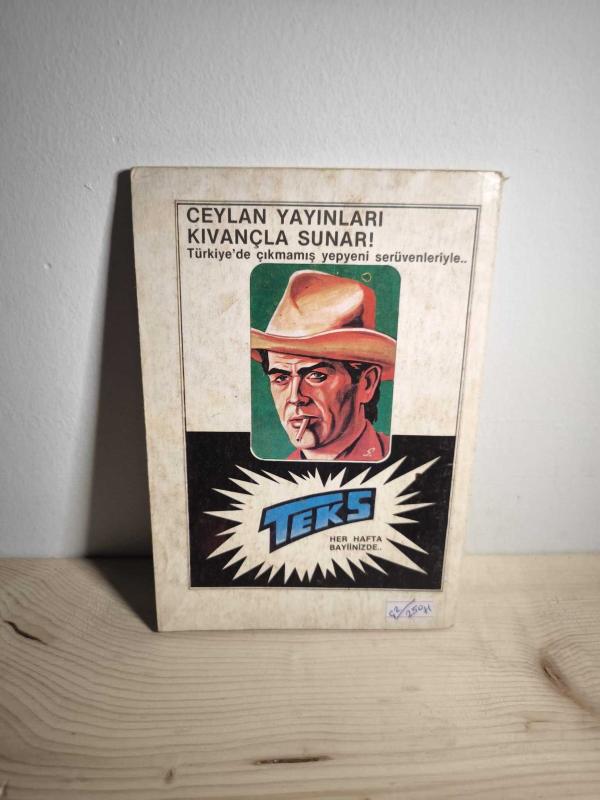 CEYLAN YAYINLARI
KIVANÇLA SUNAR!
Türkiye'de çıkmamış yepyeni serüvenleriyle..
TEKS
HER HAFTA
BAYİİNİZDE..